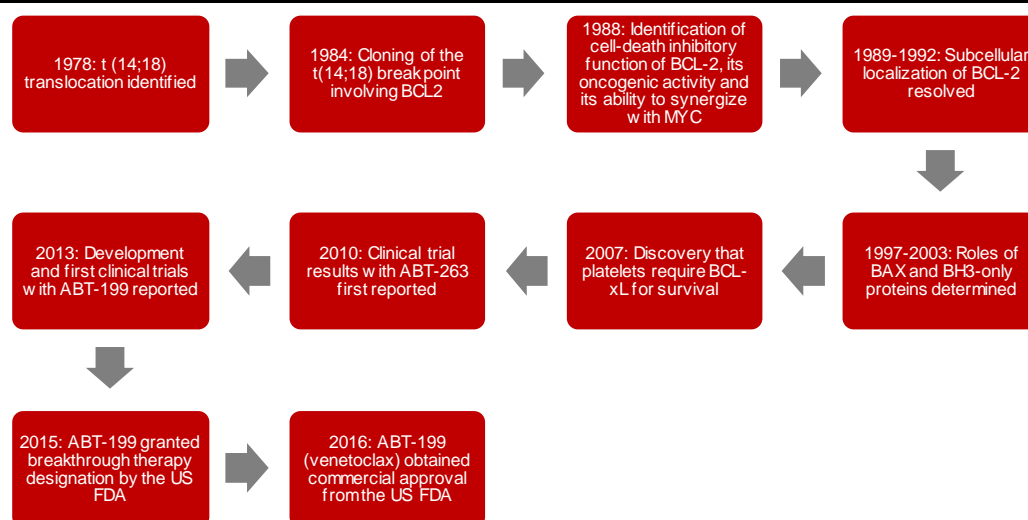 1978: t (14;18)
translocation identified
1984: Cloning of the
t(14;18) breakpoint
involving BCL2
1988: Identification of
cell-death inhibitory
function of BCL-2, its
oncogenic activity and
its ability to synergize
with MYC
1989-1992: Subcellular
localization of BCL-2
resolved
1997-2003: Roles of
BAX and BH3-only
proteins determined
2007: Discovery that
platelets require BCL-
xL for survival
2010: Clinical trial
results with ABT-263
first reported
2013: Development
and first clinical trials
with ABT-199 reported
2015: ABT-199 granted
breakthrough therapy
designation by the US
FDA
2016: ABT-199
(venetoclax) obtained
commercial approval
from the US FDA